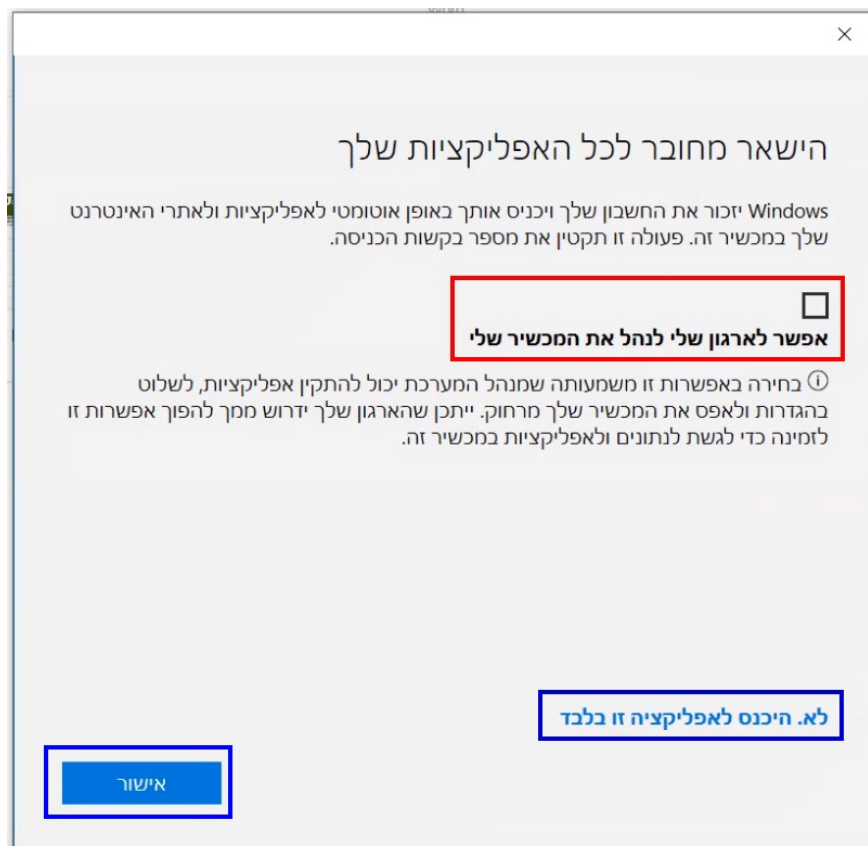 הישאר מחובר לכל האפליקציות שלך
Windows יזכור את החשבון שלך ויכניס אותך באופן אוטומטי לאפליקציות ולאתרי האינטרנט
שלך במכשיר זה. פעולה זו תקטין את מספר בקשות הכניסה.
אפשר לארגון שלי לנהל את המכשיר שלי
בחירה באפשרות זו משמעותה שמנהל המערכת יכול להתקין אפליקציות, לשלוט
בהגדרות ולאפס את המכשיר שלך מרחוק. ייתכן שהארגון שלך ידרוש ממך להפוך אפשרות זו
לזמינה כדי לגשת לנתונים ולאפליקציות במכשיר זה.
לא. היכנס לאפליקציה זו בלבד
אישור